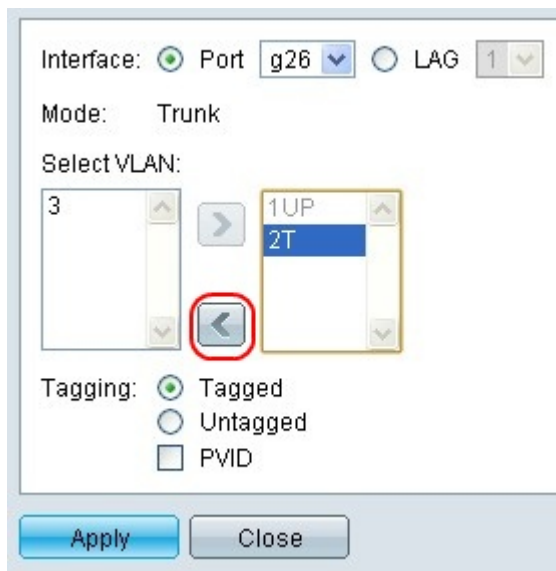 Interface: Port g26 LAG 1
Mode: Trunk
Select VLAN:
3
1UP
2T
Tagging: Tagged
Untagged
PVID
Apply Close